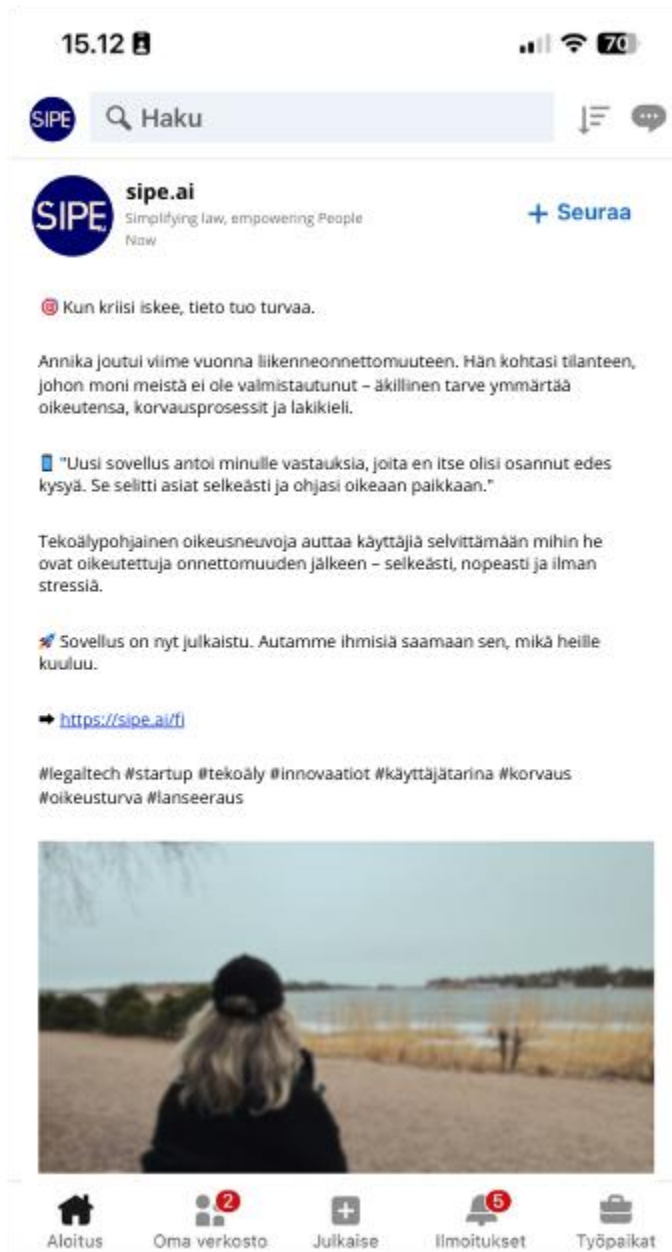 15.12
70
SIPE
Haku
SIPE
sipe.ai
Simplifying law, empowering People
Now
+ Seuraa
Kun kriisi iskee, tieto tuo turvaa.
Annika joutui viime vuonna liikenneonnettomuuteen. Hän kohtasi tilanteen,
johon moni meistä ei ole valmistautunut – äkillinen tarve ymmärtää
oikeutensa, korvausprosessit ja lakikieli.
"Uusi sovellus antoi minulle vastauksia, joita en itse olisi osannut edes
kysyä. Se selitti asiat selkeästi ja ohjasi oikeaan paikkaan."
Tekoälypohjainen oikeusneuvoja auttaa käyttäjiä selvittämään mihin he
ovat oikeutettuja onnettomuuden jälkeen – selkeästi, nopeasti ja ilman
stressiä.
Sovellus on nyt julkaistu. Autamme ihmisiä saamaan sen, mikä heille
kuuluu.
➡ https://sipe.ai/fi
#legaltech #startup #tekoäly #innovaatiot #käyttäjätarina #korvaus
#oikeusturva #lanseeraus
2
5
Aloitus
Oma verkosto
Julkaise
Ilmoitukset
Työpaikat